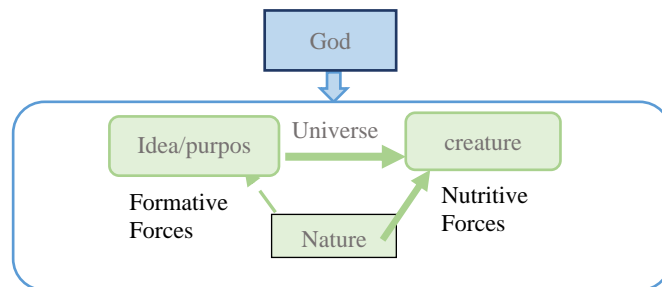 God
Universe
Idea/purpos
creature
Formative
Forces
Nutritive
Forces
Nature